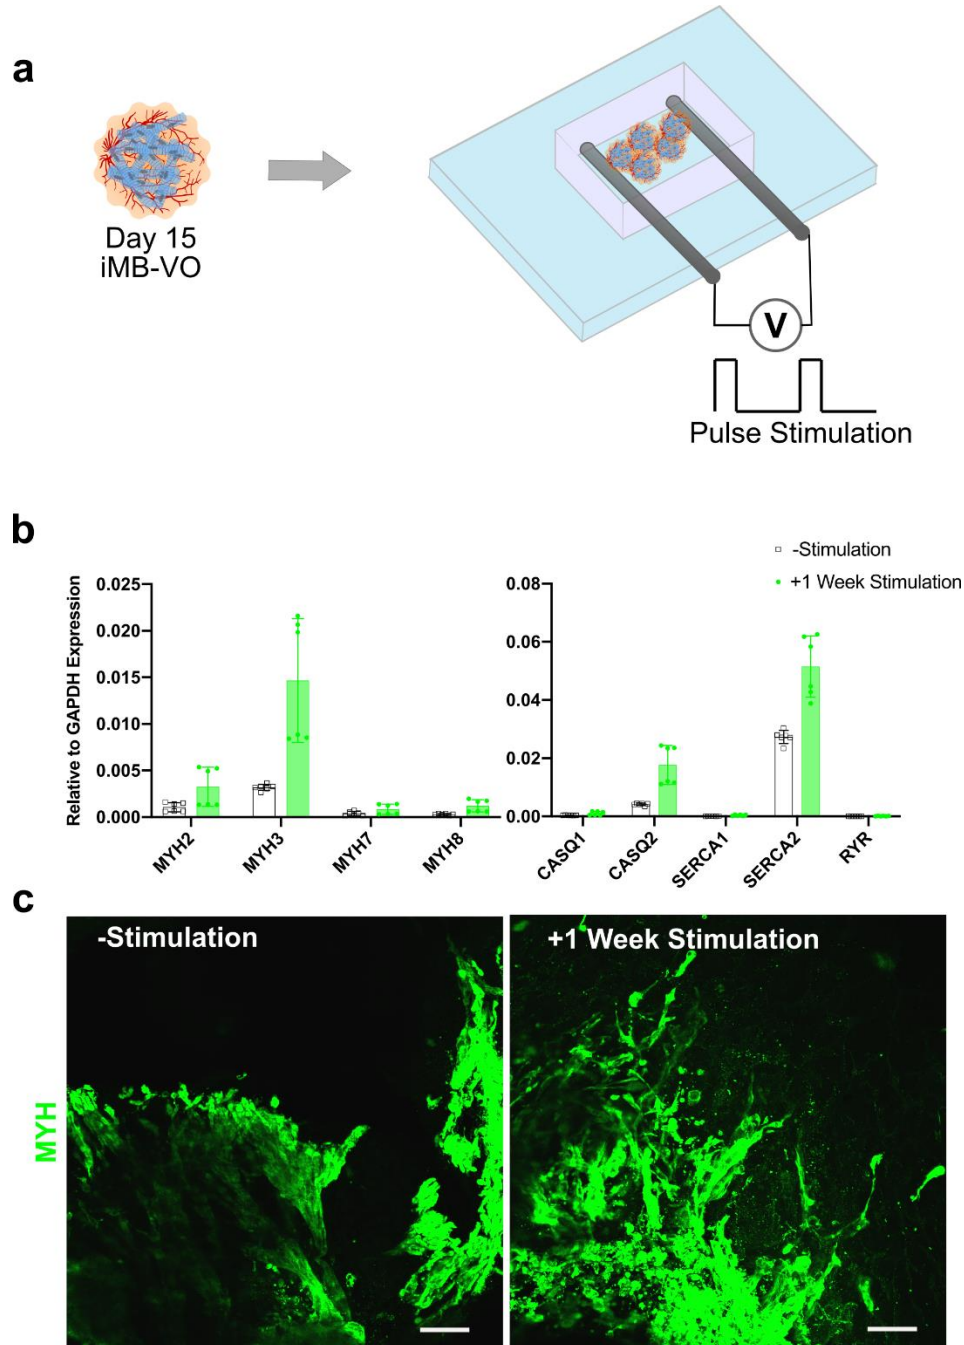 a
Day 15
iMB-VO
V
Pulse Stimulation
b
-Stimulation
+1 Week Stimulation
Relative to GAPDH Expression
0.025
0.020
0.015
0.010
0.005
0.000
MYH2
MYH3
MYH7
MYH8
0.08
0.06
0.04
0.02
0.00
CASQ1
CASQ2
SERCA1
SERCA2
RYR
c
-Stimulation
+1 Week Stimulation
MYH